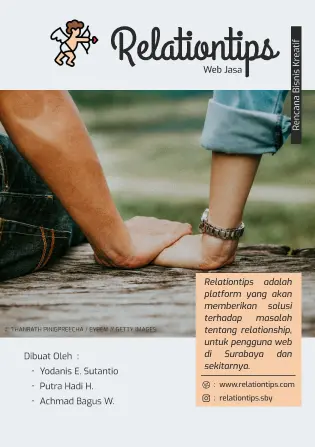 Relationtips
Web Jasa
Rencana Bisnis Kreatif
© THANRATH PINISPREECHA / EYEEM // GETTY IMAGES
Relationtips adalah
platform yang akan
memberikan solusi
terhadap masalah
tentang relationship,
untuk pengguna web
di Surabaya dan
sekitarnya.
: www.relationtips.com
: relationtips.sby
Dibuat Oleh :
- Yodanis E. Sutantio
- Putra Hadi H.
- Achmad Bagus W.